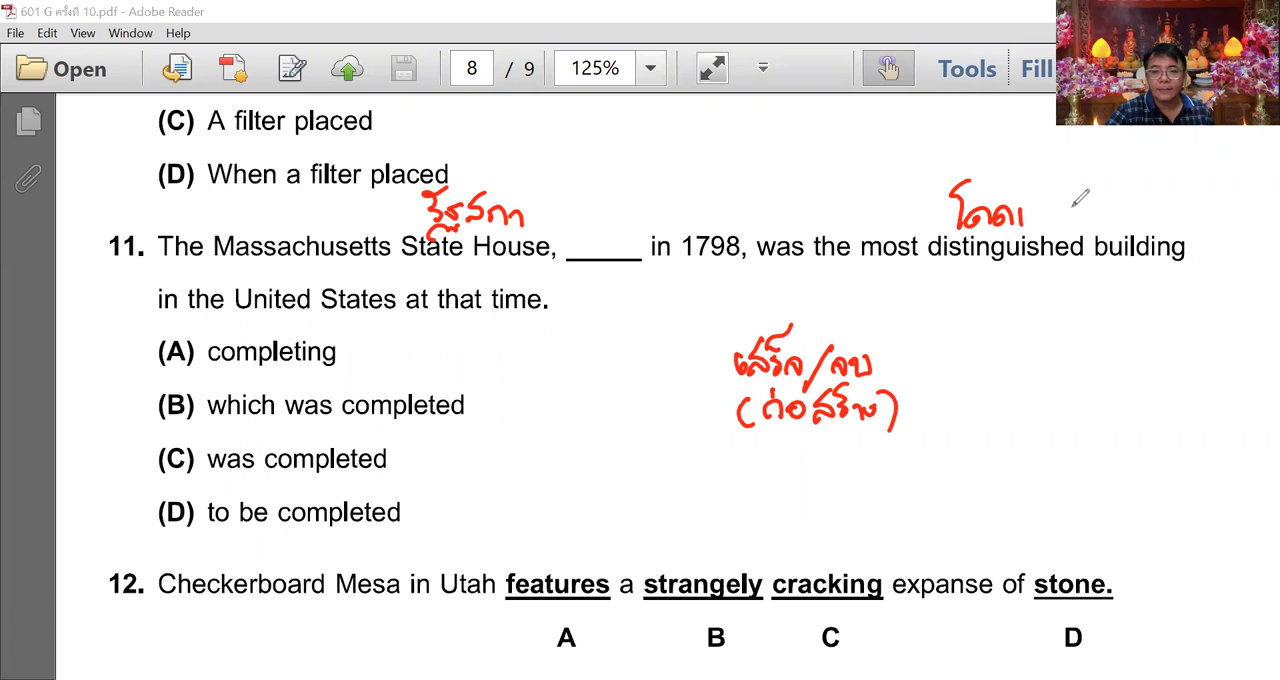 601 G ครั้งที่ 10.pdf - Adobe Reader
File Edit View Window Help
Open 8 / 9 125% Tools Fill
(C) A filter placed
(D) When a filter placed
รัฐสภา โดดเ
11. The Massachusetts State House, _____ in 1798, was the most distinguished building
in the United States at that time.
(A) completing
เสร็จ/จบ
(B) which was completed
(ก่อสร้าง)
(C) was completed
(D) to be completed
12. Checkerboard Mesa in Utah features a strangely cracking expanse of stone.
A B C D